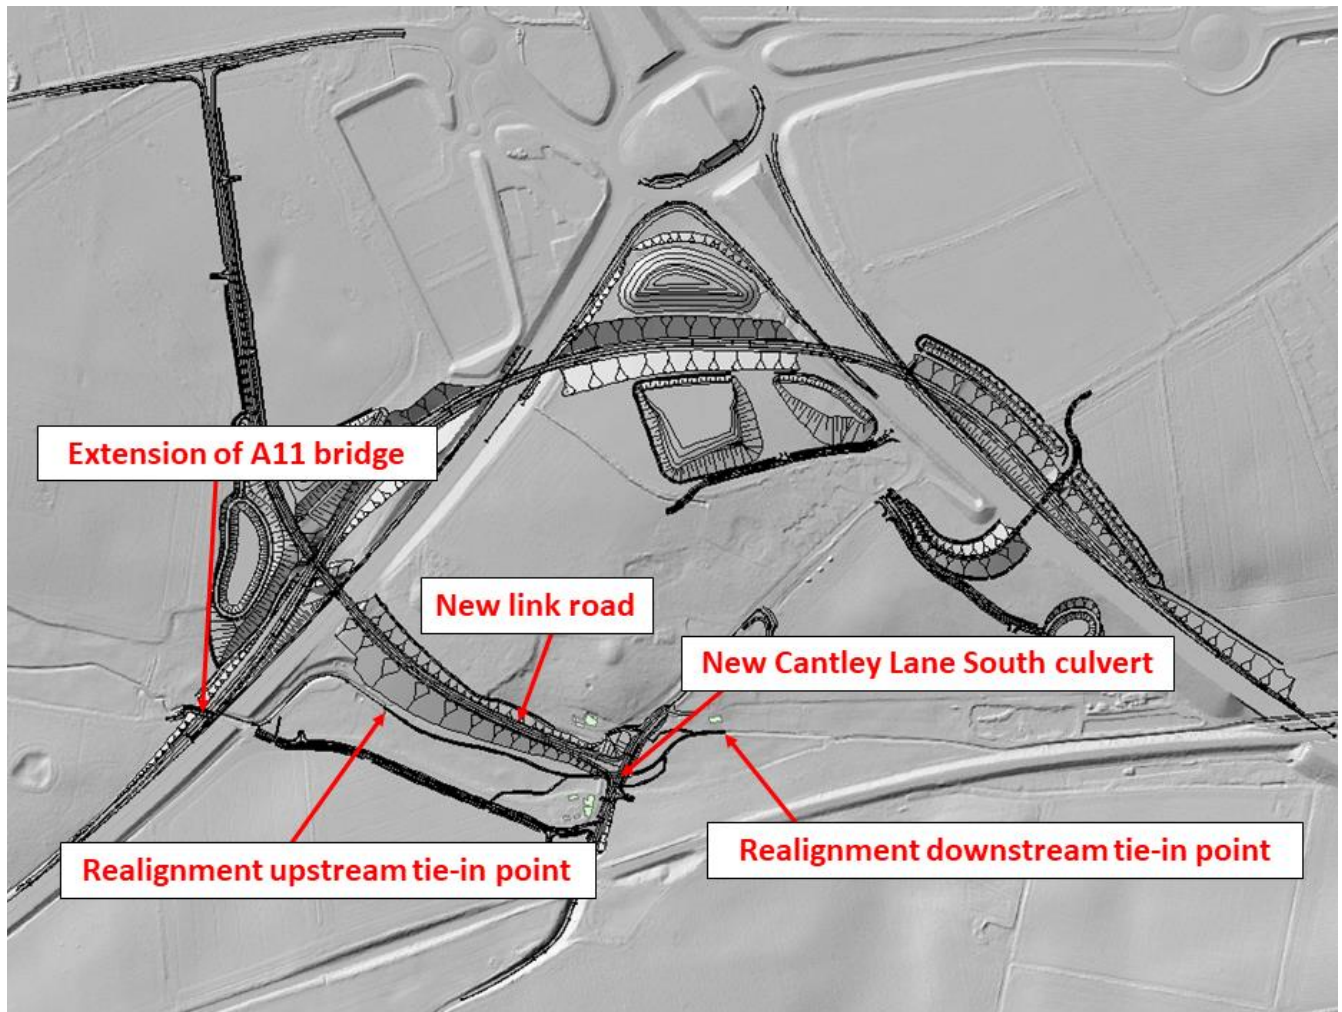 Extension of A11 bridge
New link road
New Cantley Lane South culvert
Realignment upstream tie-in point
Realignment downstream tie-in point